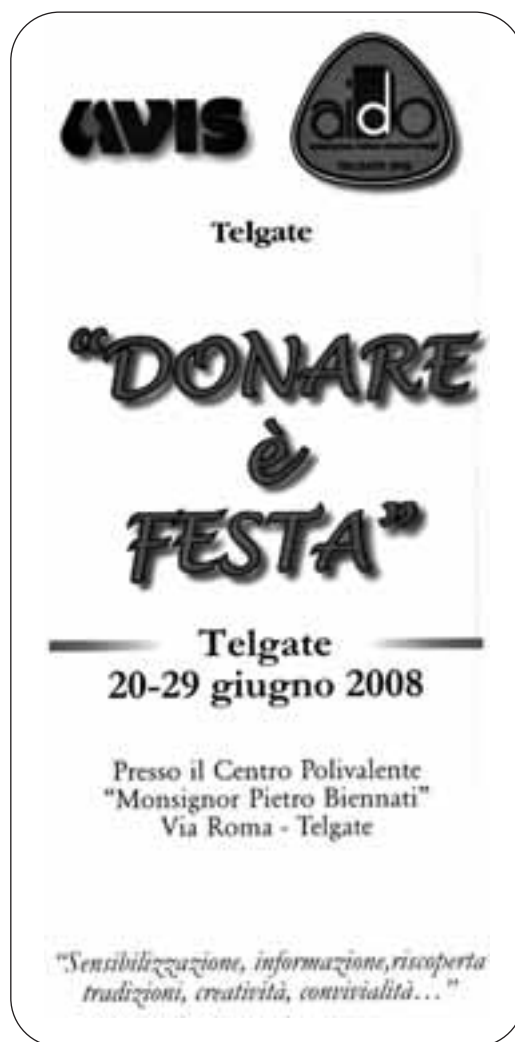 AVIS
aido
Telgate
“DONARE
è
FESTA”
Telgate
20-29 giugno 2008
Presso il Centro Polivalente
“Monsignor Pietro Biennati”
Via Roma - Telgate
“Sensibilizzazione, informazione,riscoperta
tradizioni, creatività, convivialità…”